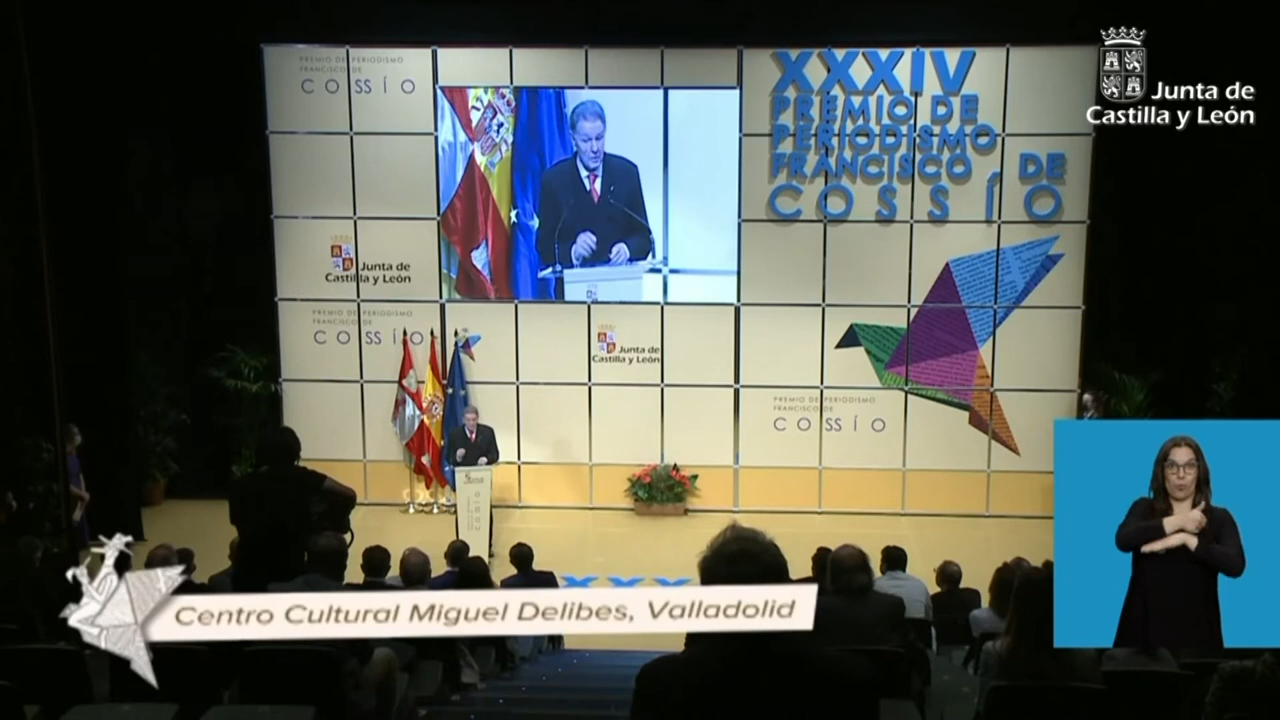 PREMIO DE PERIODISMO
FRANCISCO DE
COSSÍO
XXXIV
PREMIO DE
PERIODISMO
FRANCISCO DE
COSSÍO
Junta de
Castilla y León
Junta de
Castilla y León
PREMIO DE PERIODISMO
FRANCISCO DE
COSSÍO
Junta de
Castilla y León
PREMIO DE PERIODISMO
FRANCISCO DE
COSSÍO
COSSÍO
XXX
Centro Cultural Miguel Delibes, Valladolid